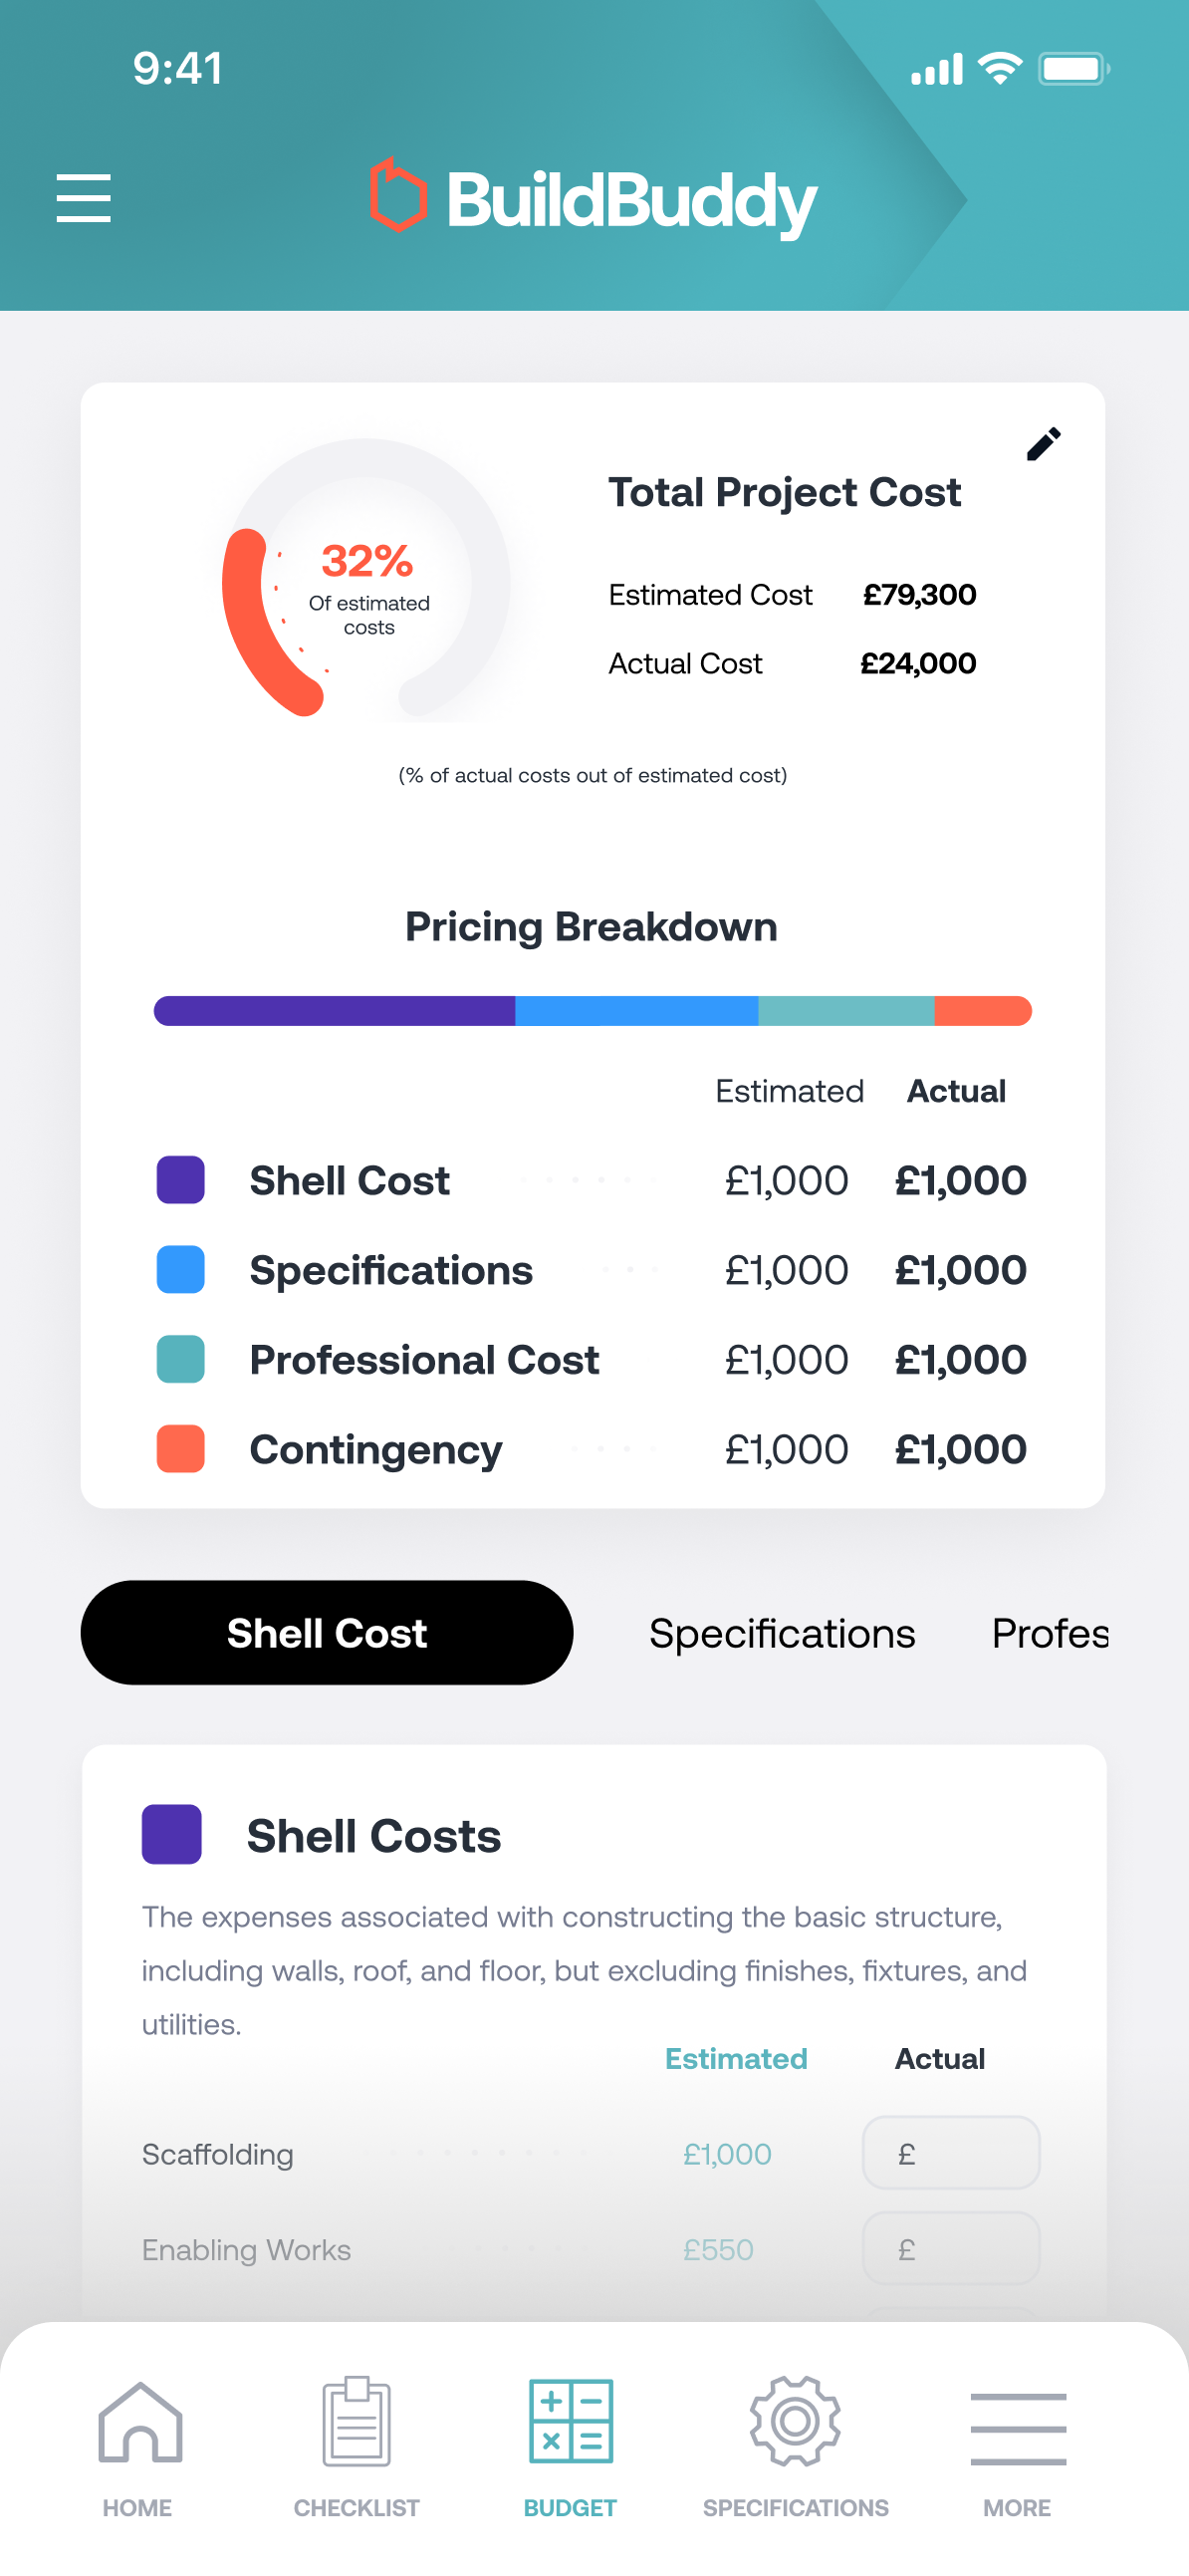 9:41
BuildBuddy
32%
Of estimated
costs
Total Project Cost
Estimated Cost £79,300
Actual Cost £24,000
(% of actual costs out of estimated cost)
Pricing Breakdown
Estimated Actual
Shell Cost £1,000 £1,000
Specifications £1,000 £1,000
Professional Cost £1,000 £1,000
Contingency £1,000 £1,000
Shell Cost Specifications Profes
Shell Costs
The expenses associated with constructing the basic structure,
including walls, roof, and floor, but excluding finishes, fixtures, and
utilities.
Estimated Actual
Scaffolding £1,000 £
Enabling Works £550 £
HOME CHECKLIST BUDGET SPECIFICATIONS MORE